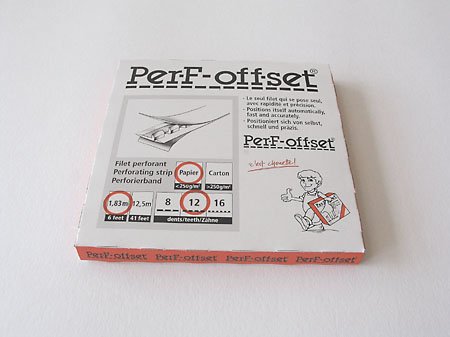 PerF-offset®
- Le seul filet qui se pose seul,
avec rapidité et précision.
- Positions itself automatically,
fast and accurately.
- Positioniert sich von selbst,
schnell und präzis.
PerF-offset®
c'est chouette!
Filet perforant
Perforating strip
Perforierband
Papier Carton
<250g/m² >250g/m²
1,83m 12,5m 8 12 16
6 feet 41 feet dents/teeth/Zähne
PerF-offset PerF-offset PerF-offset PerF-offset